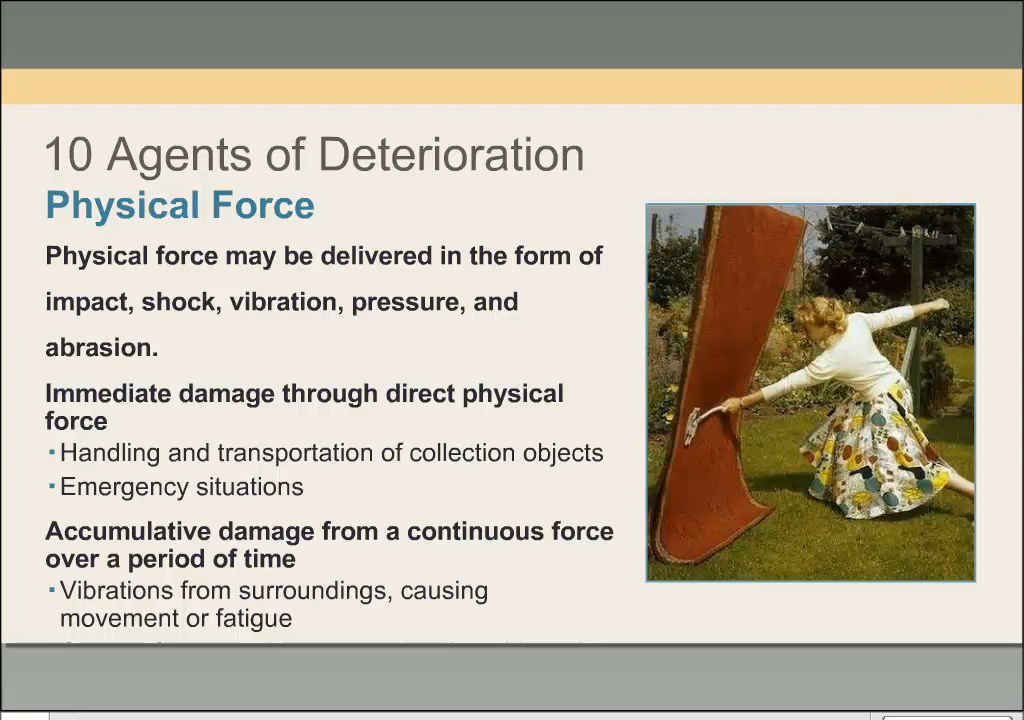 10 Agents of Deterioration
Physical Force
Physical force may be delivered in the form of
impact, shock, vibration, pressure, and
abrasion.
Immediate damage through direct physical
force
▪Handling and transportation of collection objects
▪Emergency situations
Accumulative damage from a continuous force
over a period of time
▪Vibrations from surroundings, causing
movement or fatigue